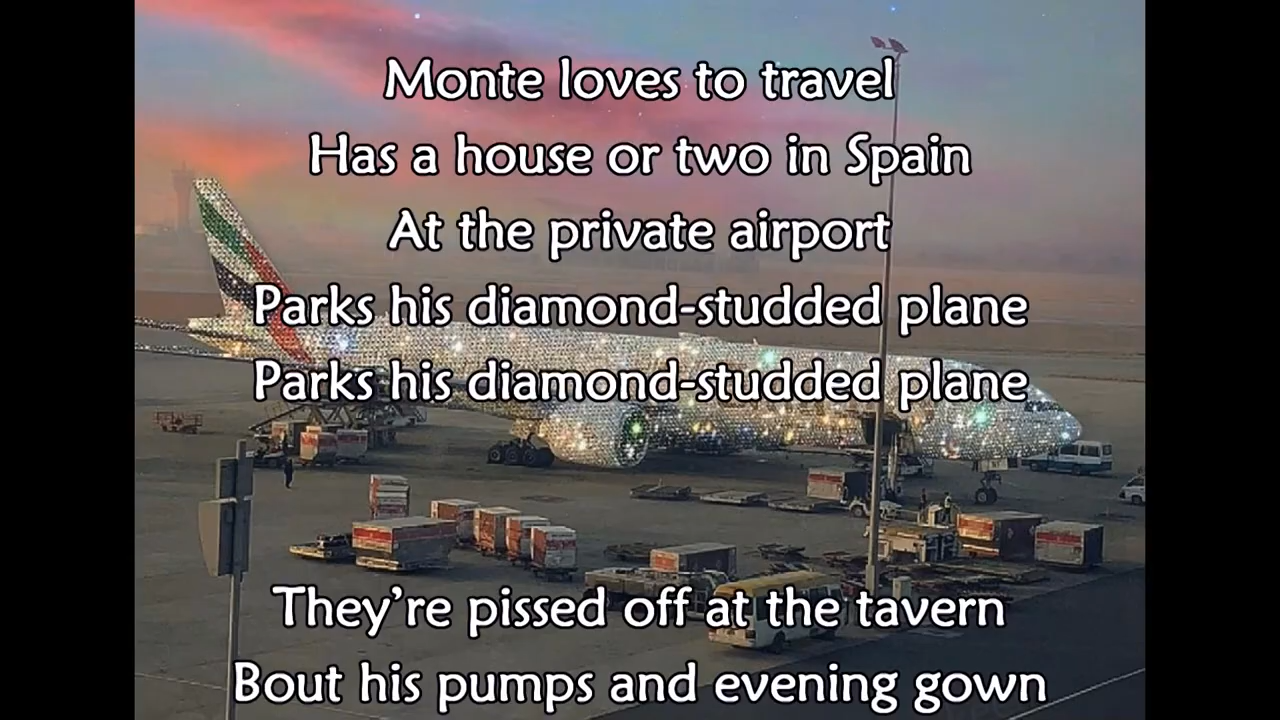 Monte loves to travel
Has a house or two in Spain
At the private airport
Parks his diamond-studded plane
Parks his diamond-studded plane
They’re pissed off at the tavern
Bout his pumps and evening gown